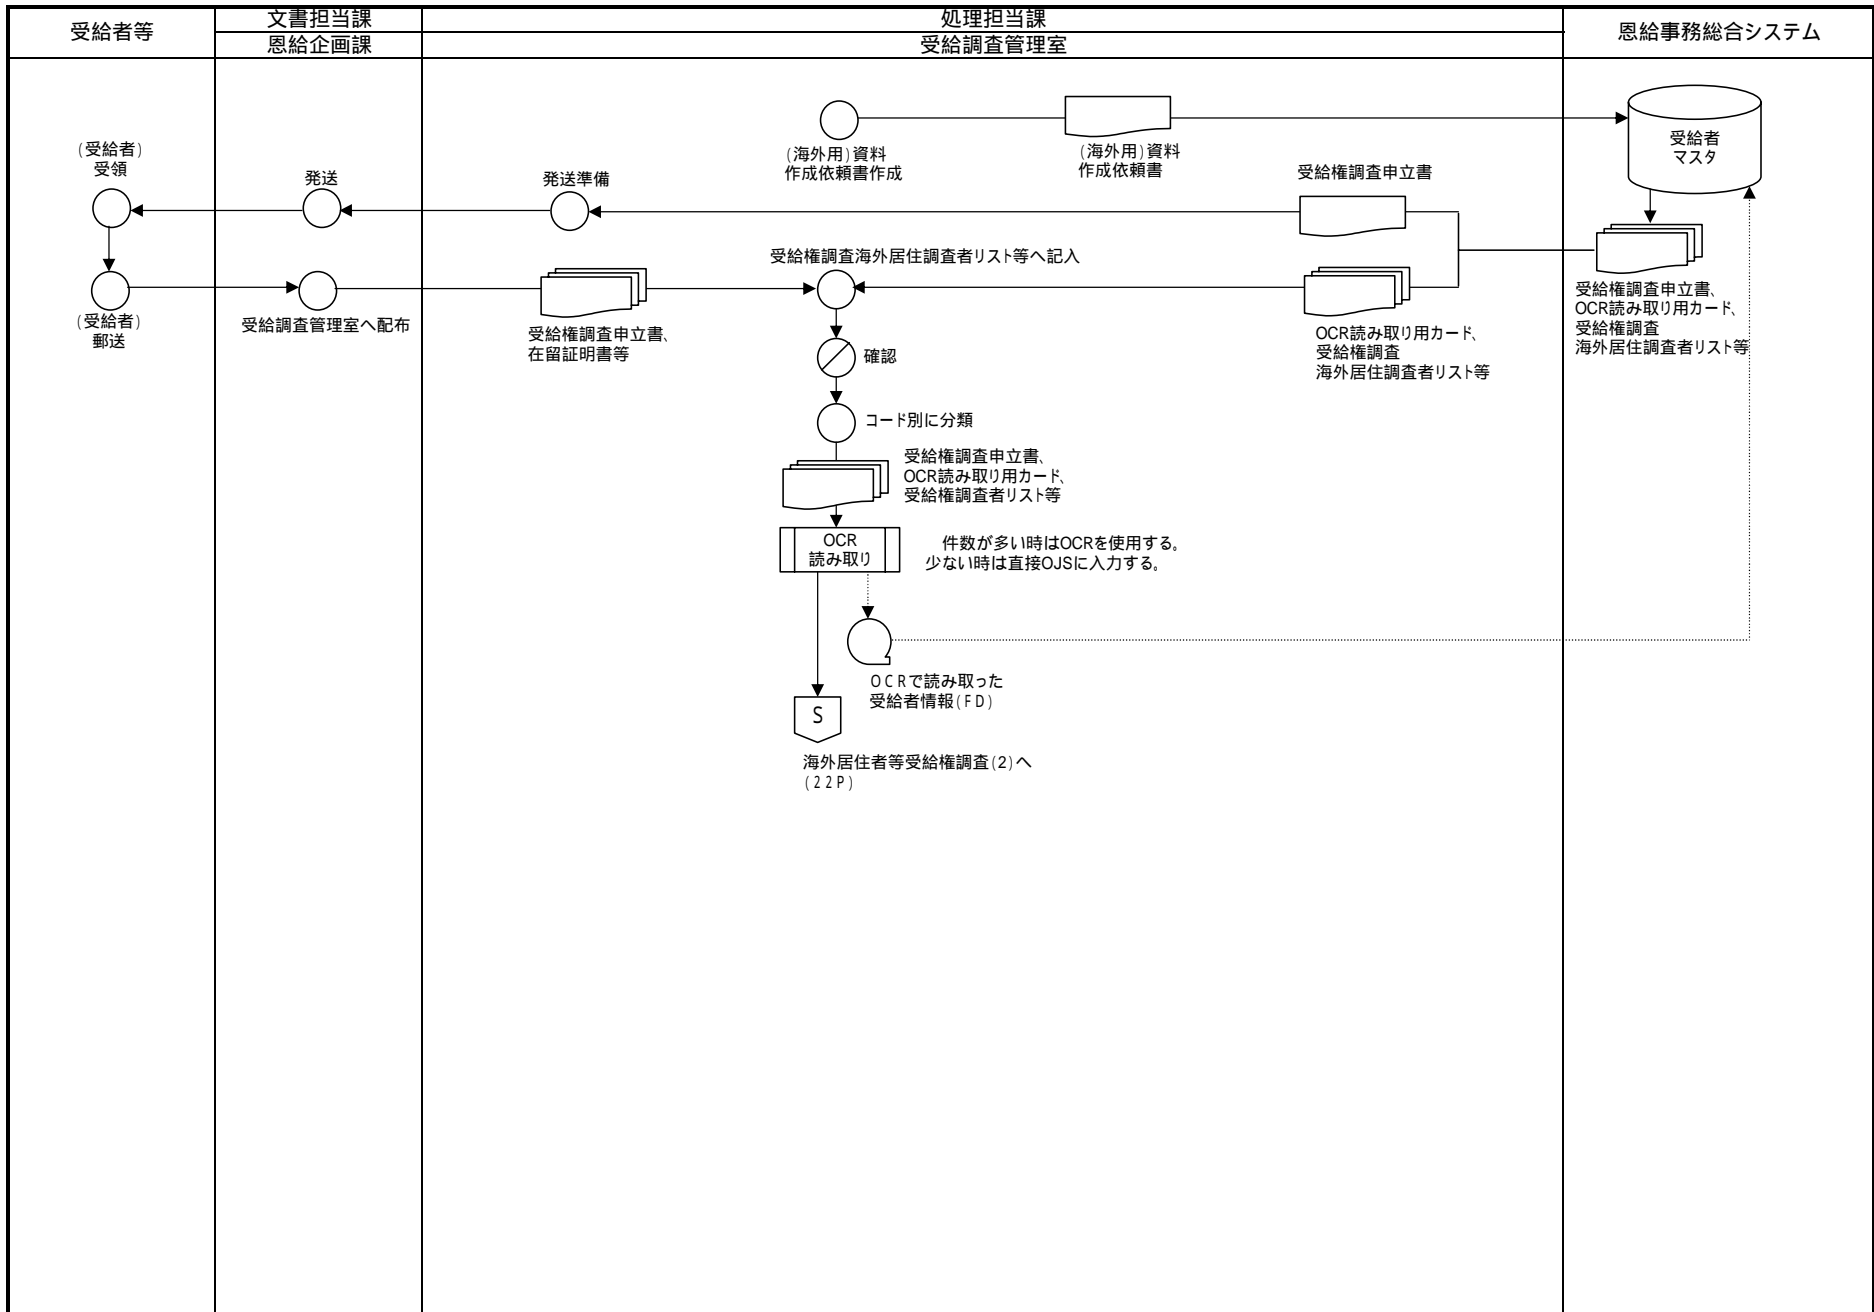 受給者等
文書担当課
処理担当課
恩給事務総合システム
恩給企画課
受給調査管理室
(海外用)資料
作成依頼書作成
(海外用)資料
作成依頼書
受給者
マスタ
(受給者)
受領
発送
発送準備
受給権調査申立書
受給権調査海外居住調査者リスト等へ記入
(受給者)
郵送
受給調査管理室へ配布
受給権調査申立書、
在留証明書等
OCR読み取り用カード、
受給権調査
海外居住調査者リスト等
受給権調査申立書、
OCR読み取り用カード、
受給権調査
海外居住調査者リスト等
確認
コード別に分類
受給権調査申立書、
OCR読み取り用カード、
受給権調査者リスト等
OCR
読み取り
件数が多い時はOCRを使用する。
少ない時は直接OJSに入力する。
OCRで読み取った
受給者情報(FD)
S
海外居住者等受給権調査(2)へ
(22P)